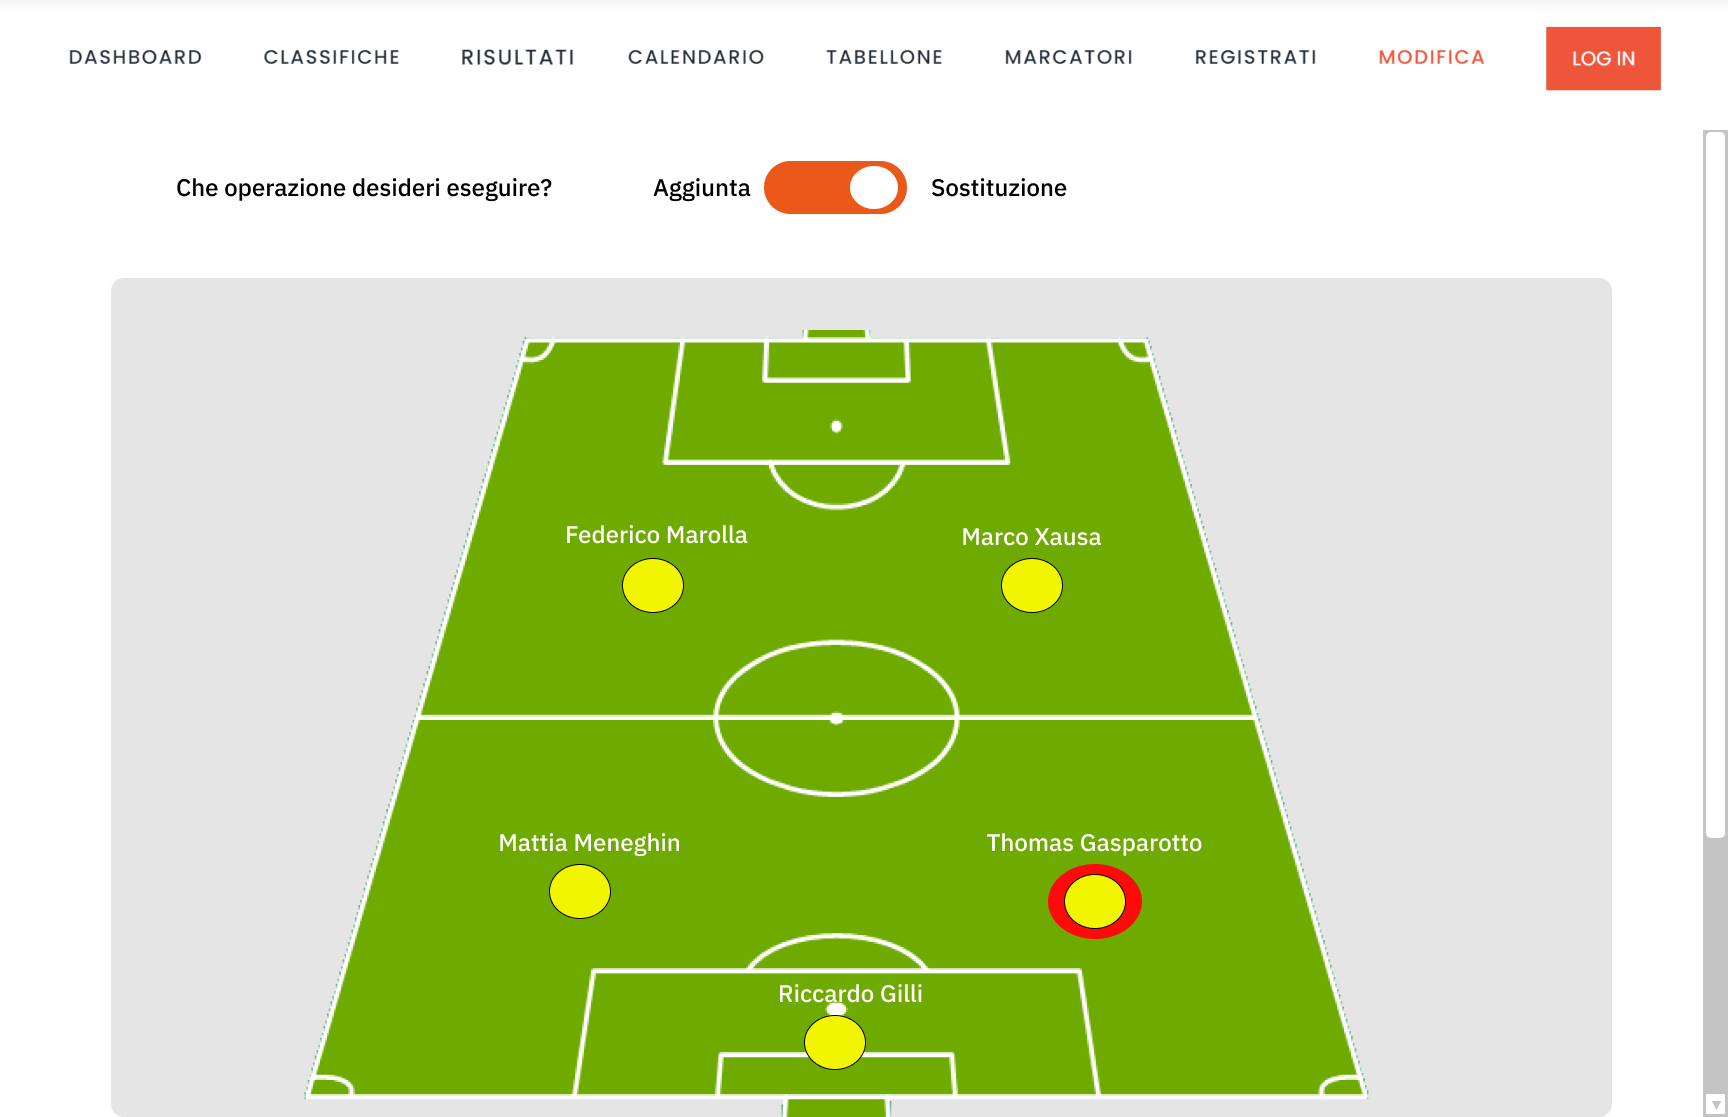 DASHBOARD CLASSIFICHE RISULTATI CALENDARIO TABELLONE MARCATORI REGISTRATI MODIFICA LOG IN
Che operazione desideri eseguire? Aggiunta Sostituzione
Federico Marolla Marco Xausa
Mattia Meneghin Thomas Gasparotto
Riccardo Gilli